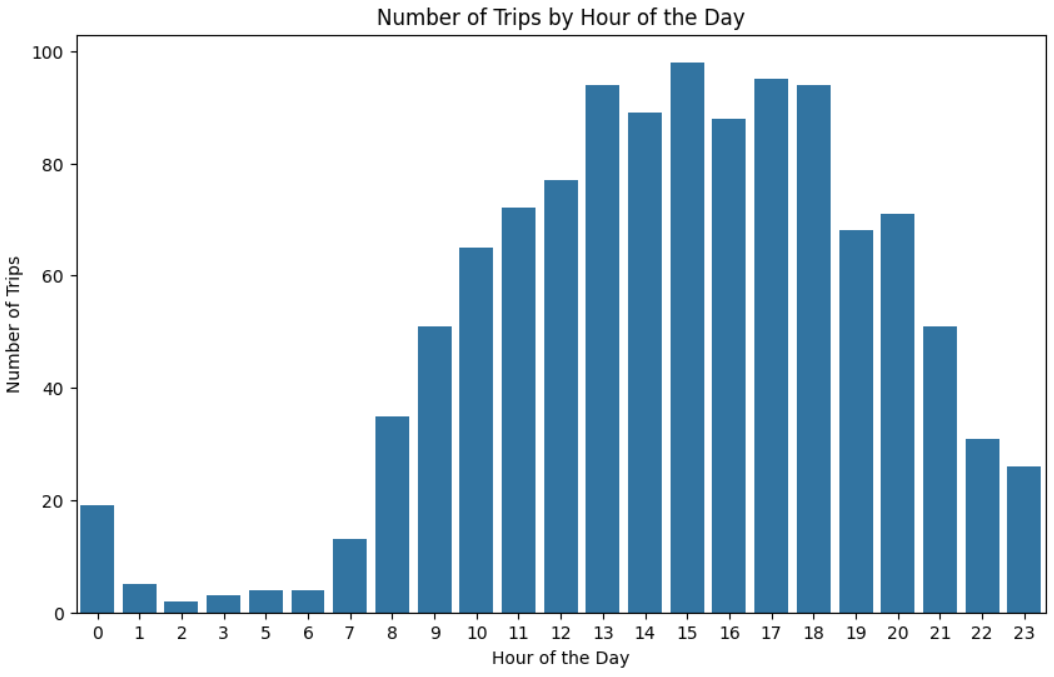 Number of Trips by Hour of the Day
Number of Trips
100
80
60
40
20
0
0 1 2 3 5 6 7 8 9 10 11 12 13 14 15 16 17 18 19 20 21 22 23
Hour of the Day